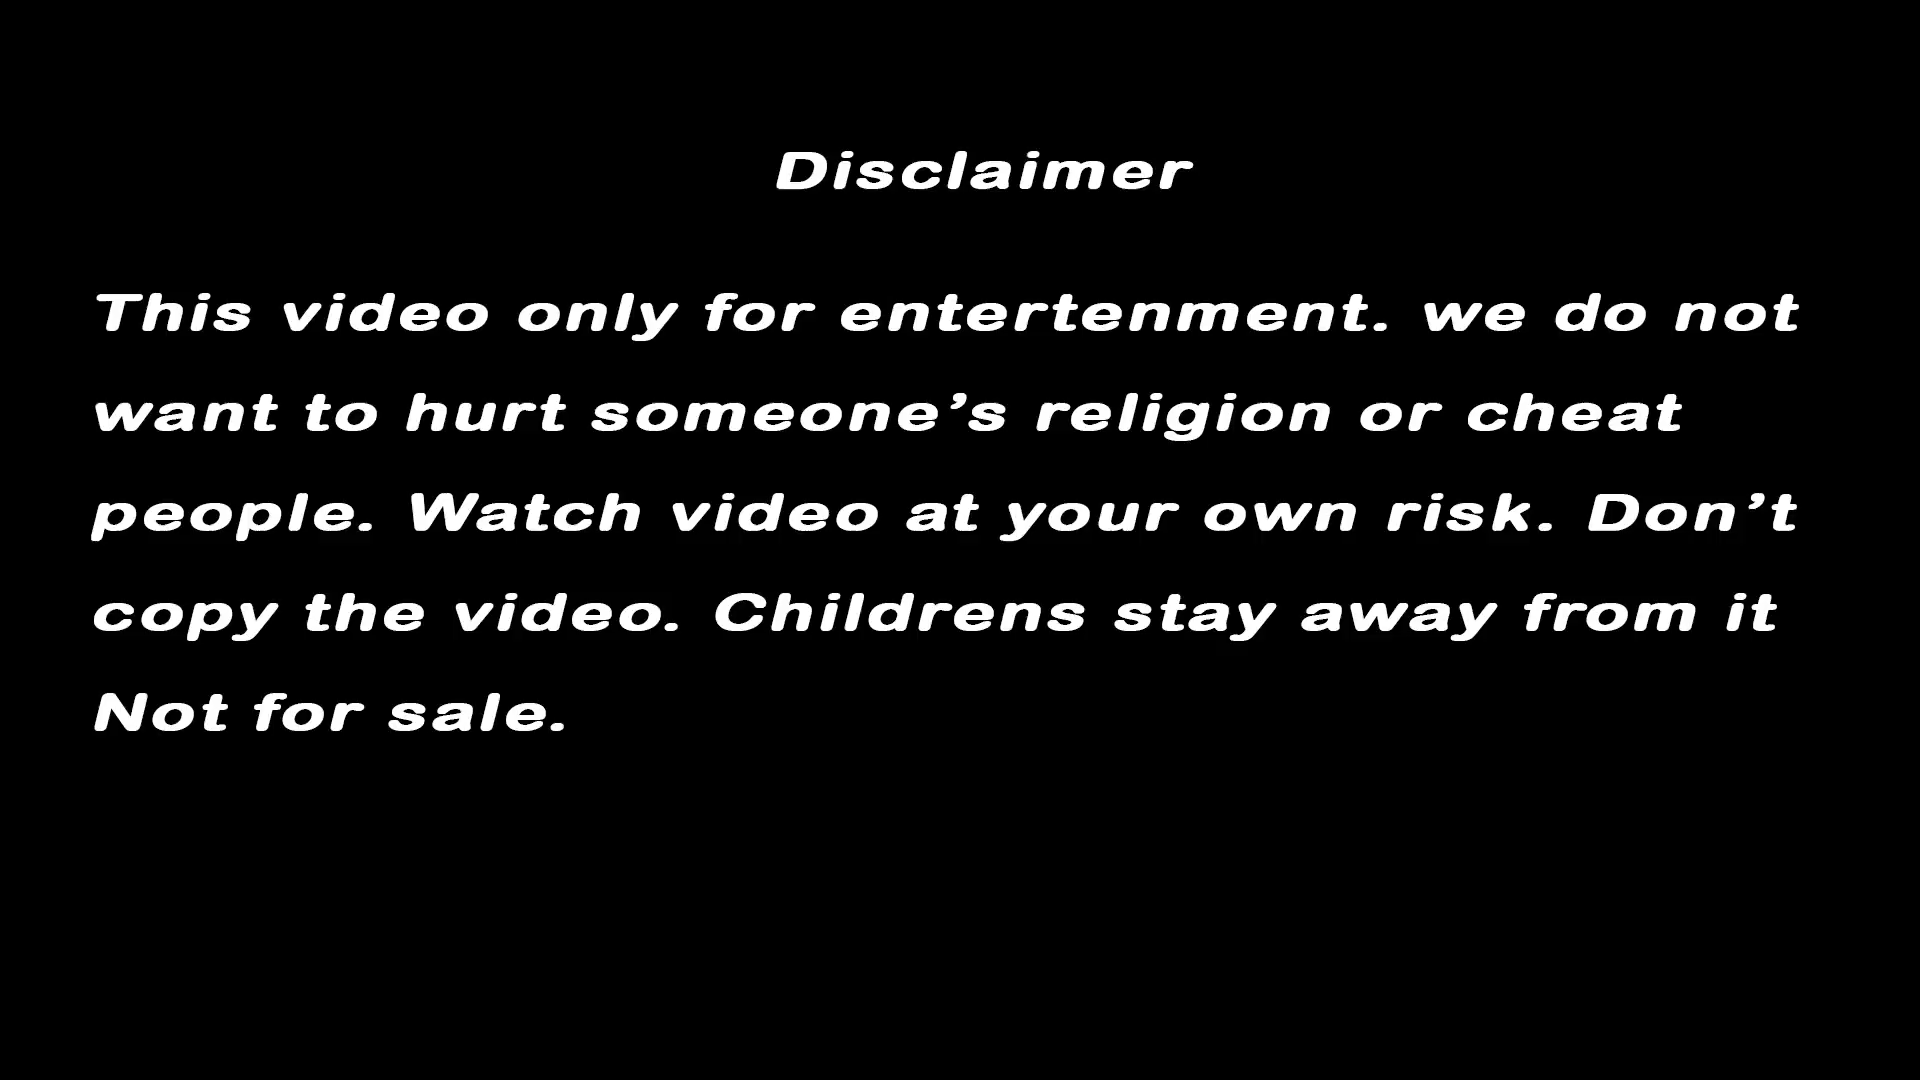 Disclaimer
This video only for entertenment. we do not
want to hurt someone’s religion or cheat
people. Watch video at your own risk. Don’t
copy the video. Childrens stay away from it
Not for sale.